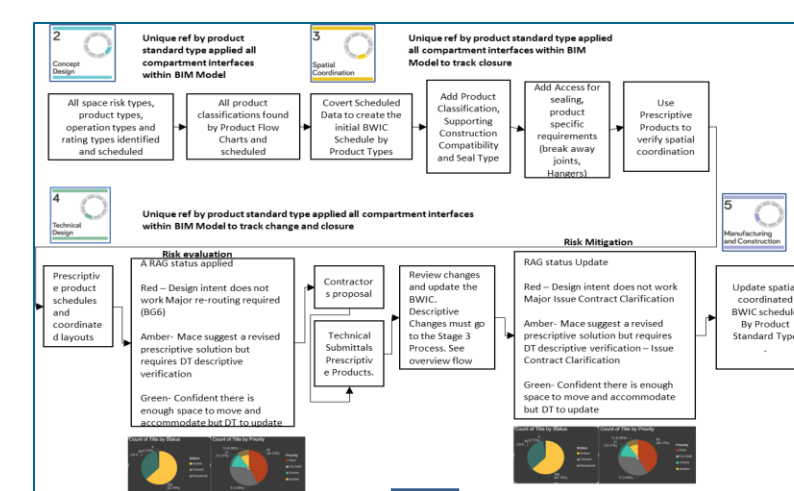 2
Concept
Design
Unique ref by product
standard type applied all
compartment interfaces
within BIM Model
3
Spatial
Coordination
Unique ref by product standard type applied
all compartment interfaces within BIM
Model to track closure
All space risk types,
product types,
operation types and
rating types identified
and scheduled
All product
classifications found
by Product Flow
Charts and
scheduled
Covert Scheduled
Data to create the
initial BWIC
Schedule by
Product Types
Add Product
Classification,
Supporting
Construction
Compatibility
and Seal Type
Add Access for
sealing,
product
specific
requirements
(break away
joints,
Hangers)
Use
Prescriptive
Products to
verify spatial
coordination
4
Technical
Design
Unique ref by product standard type applied all compartment interfaces
within BIM Model to track change and closure
5
Manufacturing
and Construction
Prescriptiv
e product
schedules
and
coordinate
d layouts
Risk evaluation
A RAG status applied
Red – Design intent does not
work Major re-routing required
(BG6)
Amber- Mace suggest a revised
prescriptive solution but
requires DT descriptive
verification
Green- Confident there is
enough space to move and
accommodate but DT to update
Contractor
s proposal
Technical
Submittals
Prescriptiv
e Products.
Review changes
and update the
BWIC.
Descriptive
Changes must go
to the Stage 3
Process. See
overview flow
Risk Mitigation
RAG status Update
Red – Design intent does not work
Major Issue Contract Clarification
Amber- Mace suggest a revised
prescriptive solution but requires
DT descriptive verification – Issue
Contract Clarification
Green- Confident there is enough
space to move and accommodate
but DT to update
Update spatia
coordinated
BWIC schedule
By Product
Standard Type
.
Count of Title by Status
Status
Count of Title by Priority
Priority
Count of Title by Status
Status
Count of Title by Priority
Priority